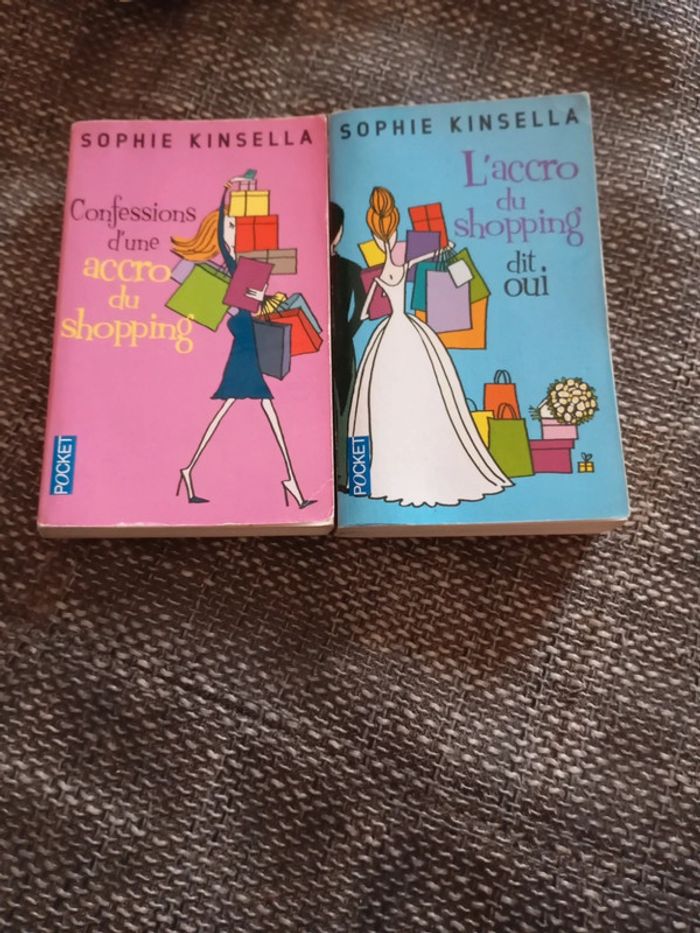 SOPHIE KINSELLA
Confessions
d'une
accro
du
shopping
POCKET
SOPHIE KINSELLA
L'accro
du
shopping
dit
oui
POCKET